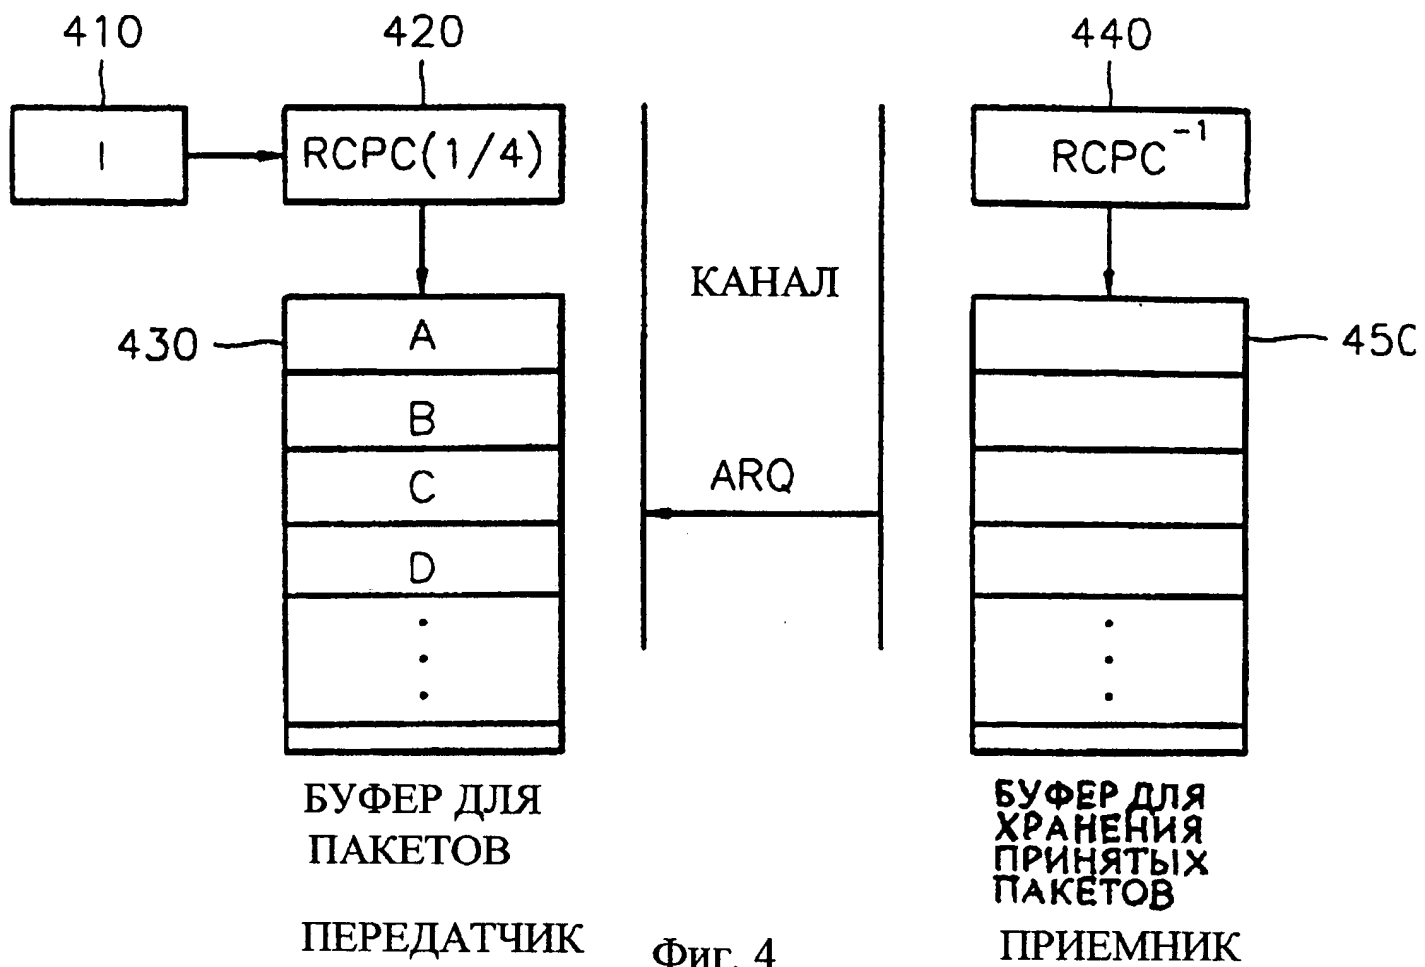 410
420
440
I
RCPC(1/4)
RCPC⁻¹
КАНАЛ
430
A
450
B
C
ARQ
D
БУФЕР ДЛЯ
ПАКЕТОВ
БУФЕР ДЛЯ
ХРАНЕНИЯ
ПРИНЯТЫХ
ПАКЕТОВ
ПЕРЕДАТЧИК
Фиг. 4
ПРИЕМНИК